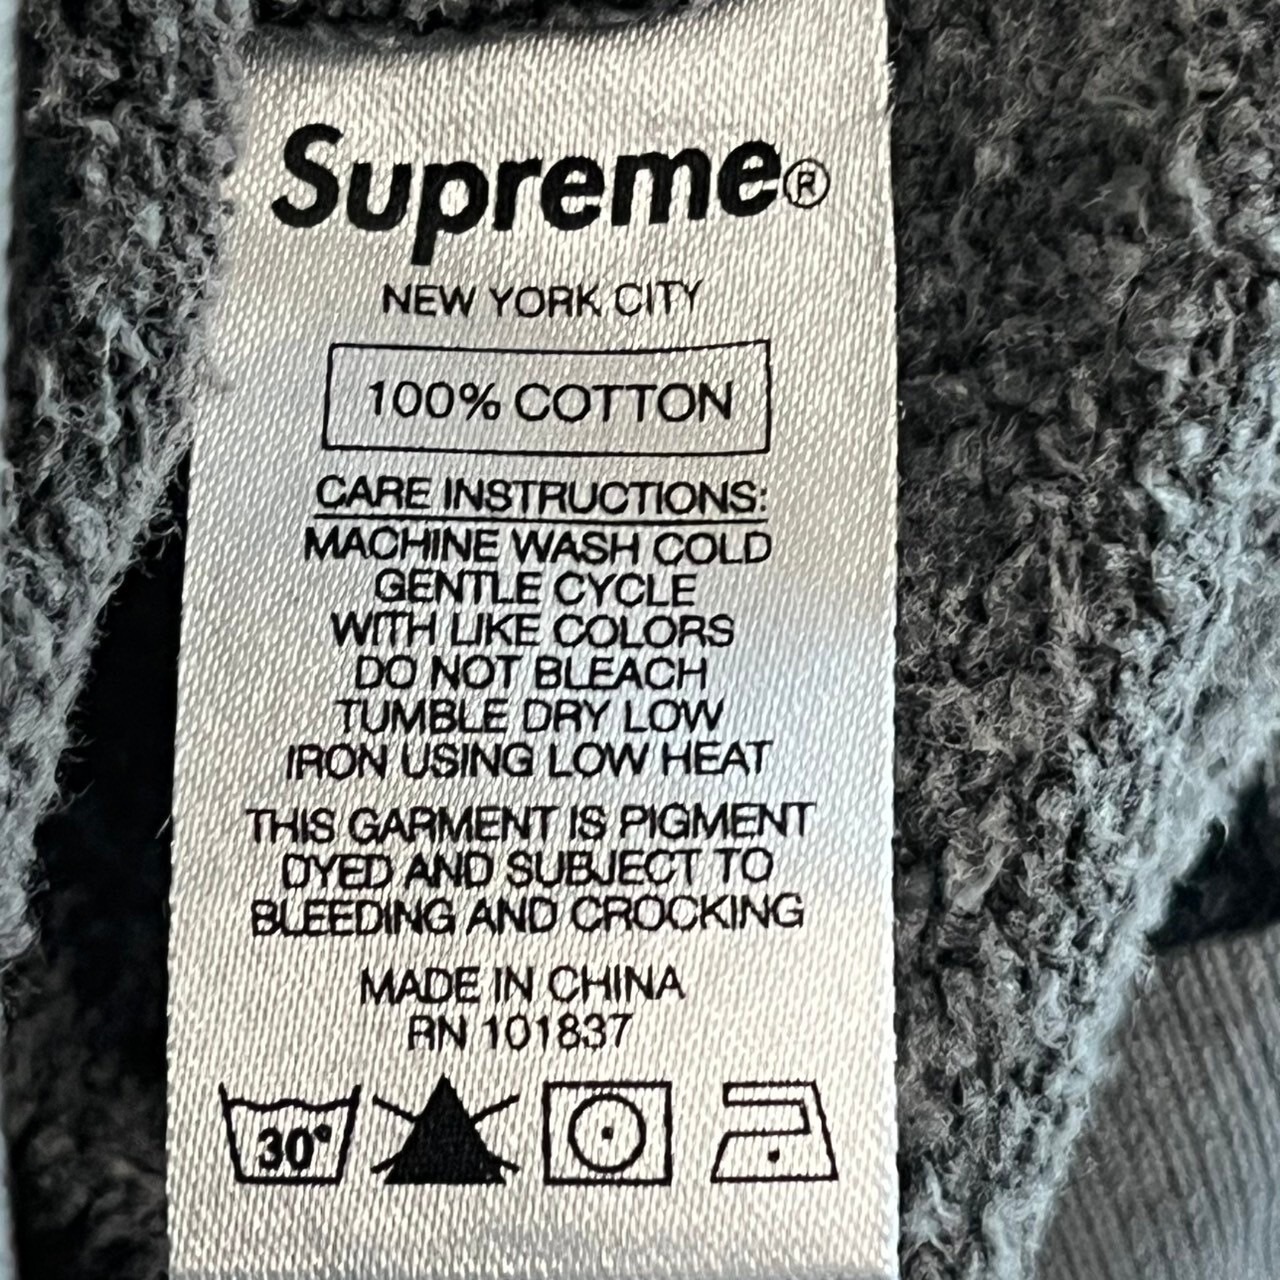 Supreme®
NEW YORK CITY
100% COTTON
CARE INSTRUCTIONS:
MACHINE WASH COLD
GENTLE CYCLE
WITH LIKE COLORS
DO NOT BLEACH
TUMBLE DRY LOW
IRON USING LOW HEAT
THIS GARMENT IS PIGMENT
DYED AND SUBJECT TO
BLEEDING AND CROCKING
MADE IN CHINA
RN 101837
30°